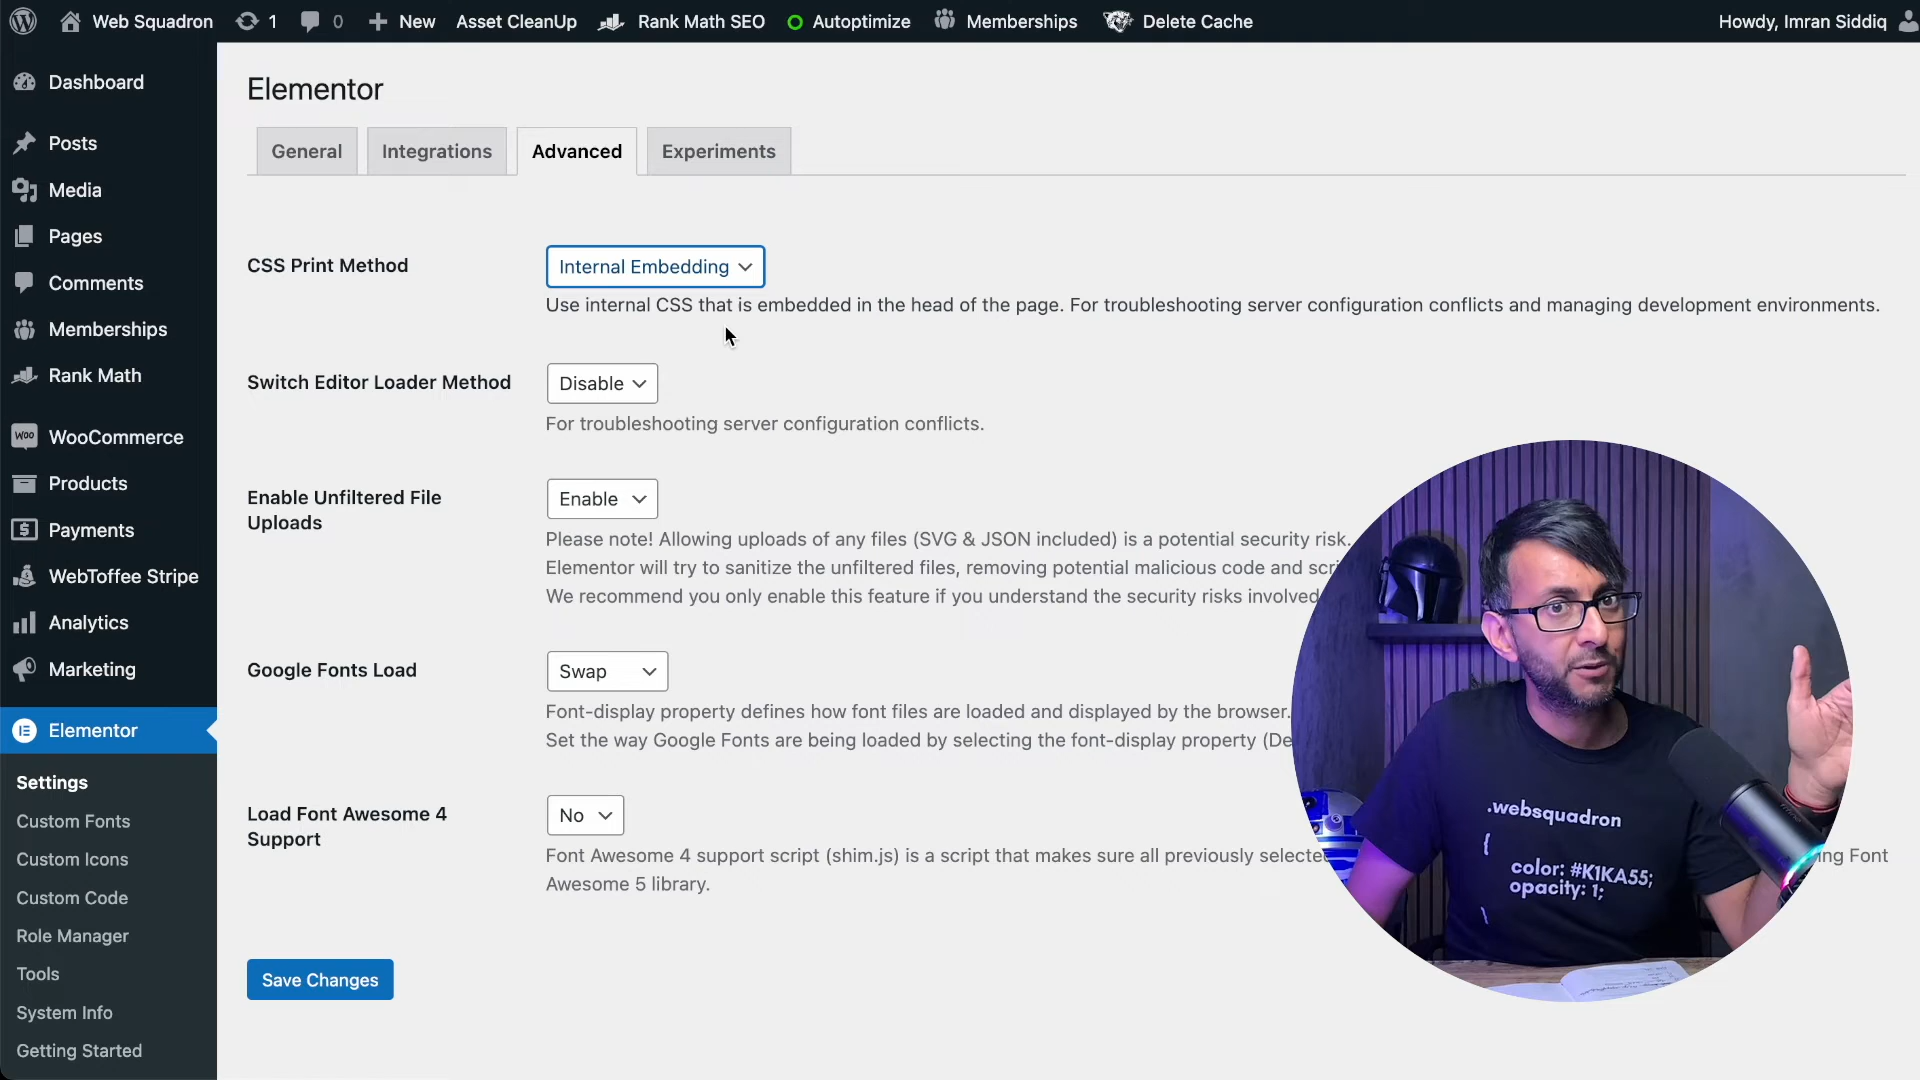 Web Squadron
1
0
New
Asset CleanUp
Rank Math SEO
Autoptimize
Memberships
Delete Cache
Howdy, Imran Siddiq
Dashboard
Posts
Media
Pages
Comments
Memberships
Rank Math
WOO
WooCommerce
Products
Payments
WebToffee Stripe
Analytics
Marketing
Elementor
Settings
Custom Fonts
Custom Icons
Custom Code
Role Manager
Tools
System Info
Getting Started
Elementor
General
Integrations
Advanced
Experiments
CSS Print Method
Internal Embedding
Use internal CSS that is embedded in the head of the page. For troubleshooting server configuration conflicts and managing development environments.
Switch Editor Loader Method
Disable
For troubleshooting server configuration conflicts.
Enable Unfiltered File
Uploads
Enable
Please note! Allowing uploads of any files (SVG & JSON included) is a potential security risk.
Elementor will try to sanitize the unfiltered files, removing potential malicious code and scri
We recommend you only enable this feature if you understand the security risks involved
Google Fonts Load
Swap
Font-display property defines how font files are loaded and displayed by the browser.
Set the way Google Fonts are being loaded by selecting the font-display property (De
Load Font Awesome 4
Support
No
Font Awesome 4 support script (shim.js) is a script that makes sure all previously selecte
ng Font
Awesome 5 library.
Save Changes
.websquadron
{
color: #K1KA55;
opacity: 1;